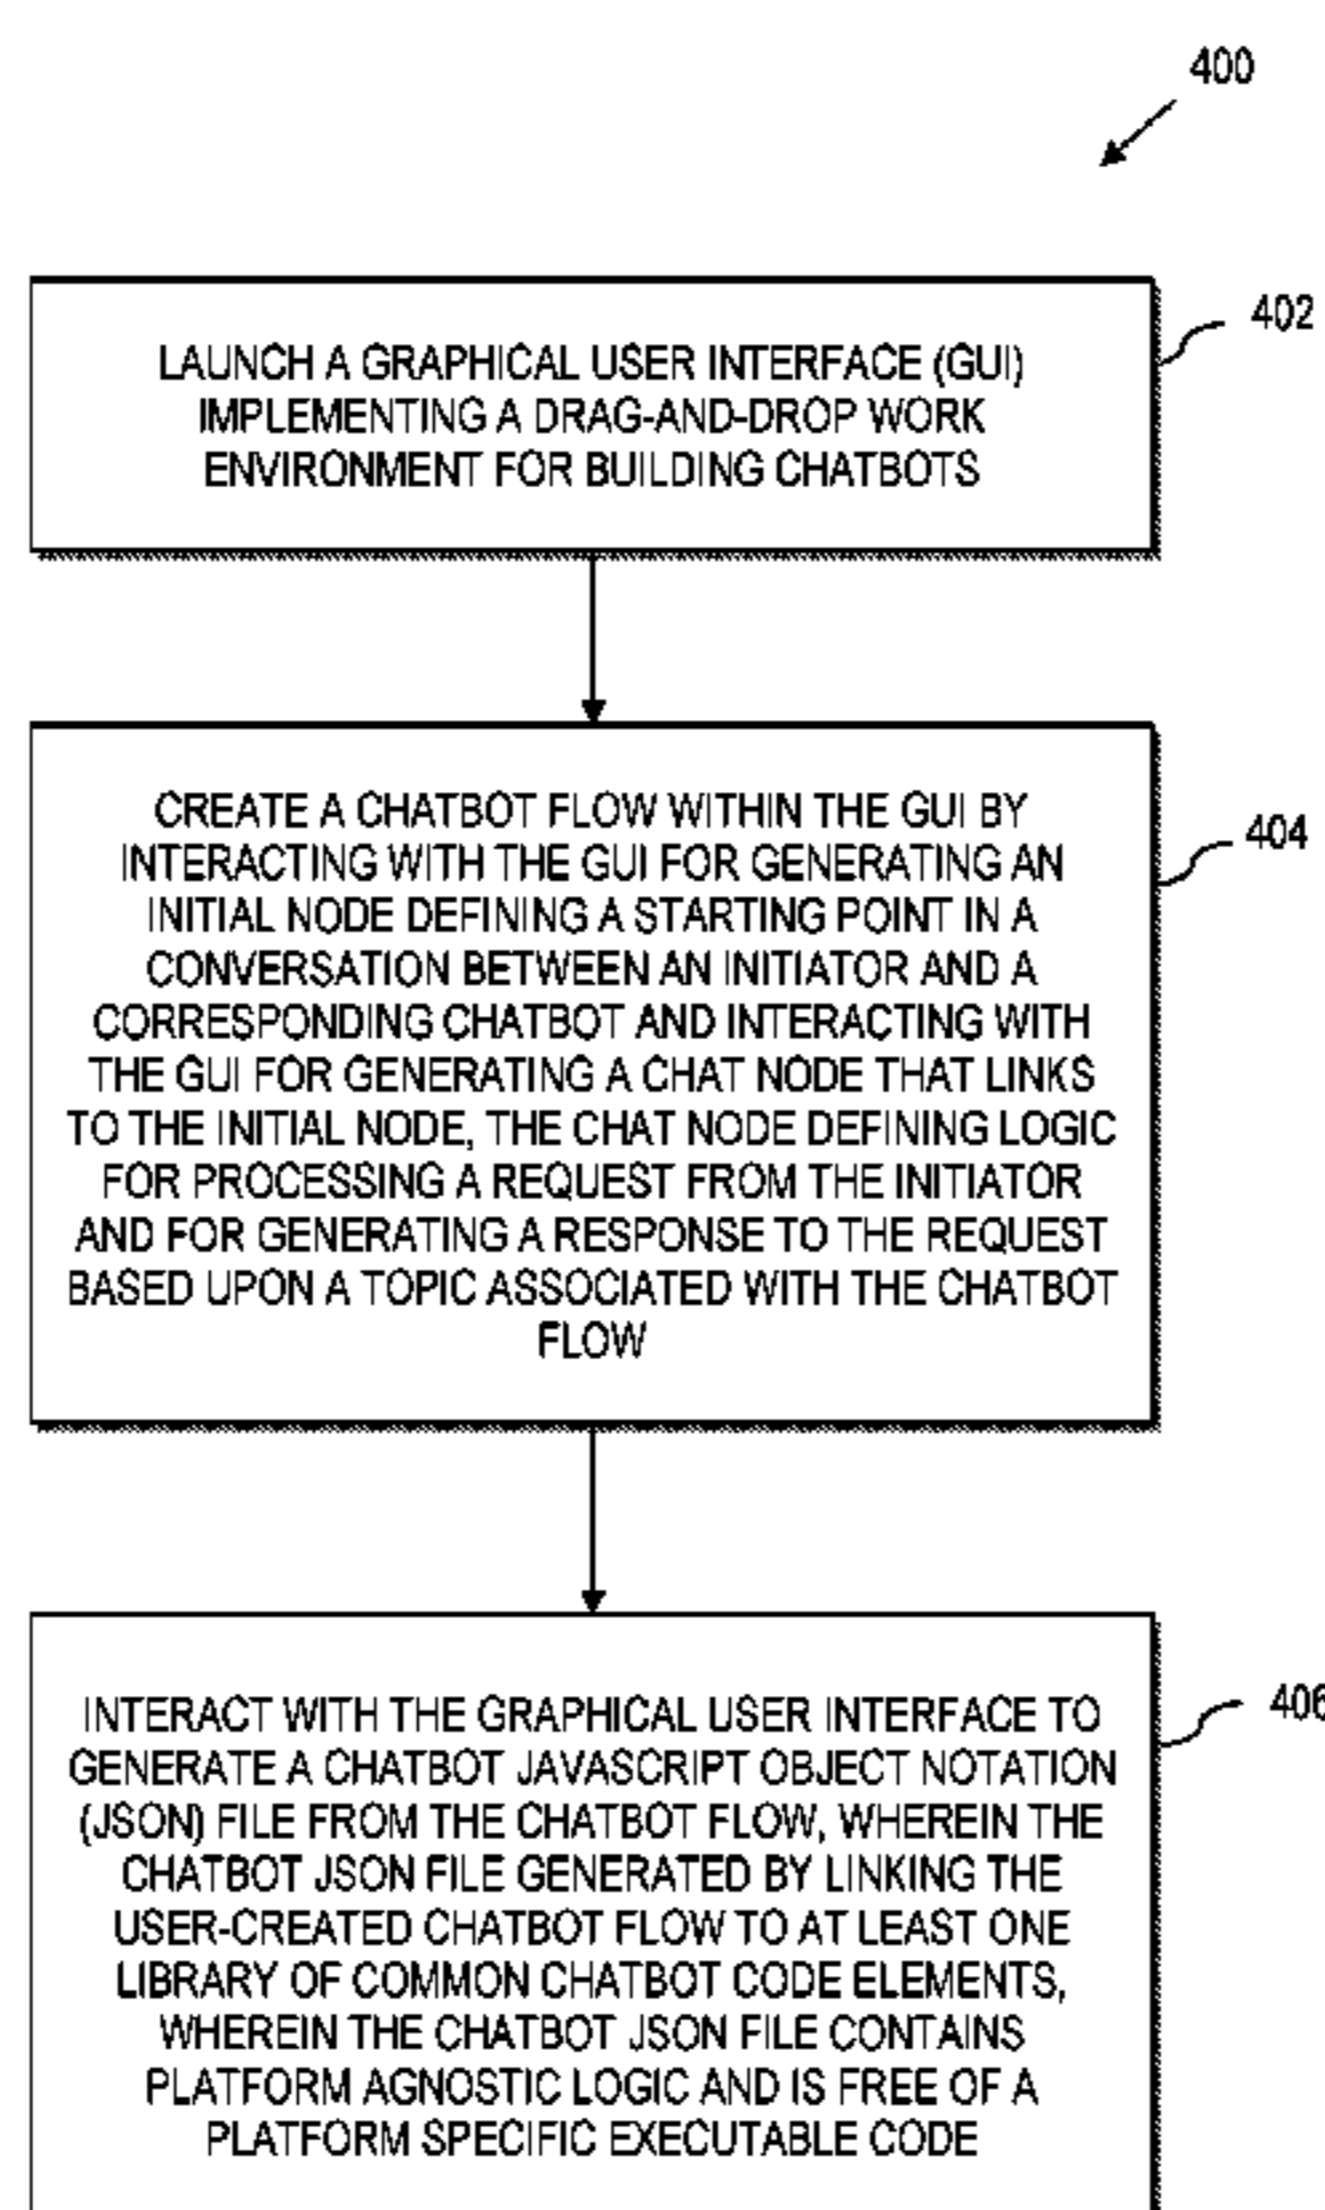 400
402
LAUNCH A GRAPHICAL USER INTERFACE (GUI)
IMPLEMENTING A DRAG-AND-DROP WORK
ENVIRONMENT FOR BUILDING CHATBOTS
404
CREATE A CHATBOT FLOW WITHIN THE GUI BY
INTERACTING WITH THE GUI FOR GENERATING AN
INITIAL NODE DEFINING A STARTING POINT IN A
CONVERSATION BETWEEN AN INITIATOR AND A
CORRESPONDING CHATBOT AND INTERACTING WITH
THE GUI FOR GENERATING A CHAT NODE THAT LINKS
TO THE INITIAL NODE, THE CHAT NODE DEFINING LOGIC
FOR PROCESSING A REQUEST FROM THE INITIATOR
AND FOR GENERATING A RESPONSE TO THE REQUEST
BASED UPON A TOPIC ASSOCIATED WITH THE CHATBOT
FLOW
406
INTERACT WITH THE GRAPHICAL USER INTERFACE TO
GENERATE A CHATBOT JAVASCRIPT OBJECT NOTATION
(JSON) FILE FROM THE CHATBOT FLOW, WHEREIN THE
CHATBOT JSON FILE GENERATED BY LINKING THE
USER-CREATED CHATBOT FLOW TO AT LEAST ONE
LIBRARY OF COMMON CHATBOT CODE ELEMENTS,
WHEREIN THE CHATBOT JSON FILE CONTAINS
PLATFORM AGNOSTIC LOGIC AND IS FREE OF A
PLATFORM SPECIFIC EXECUTABLE CODE